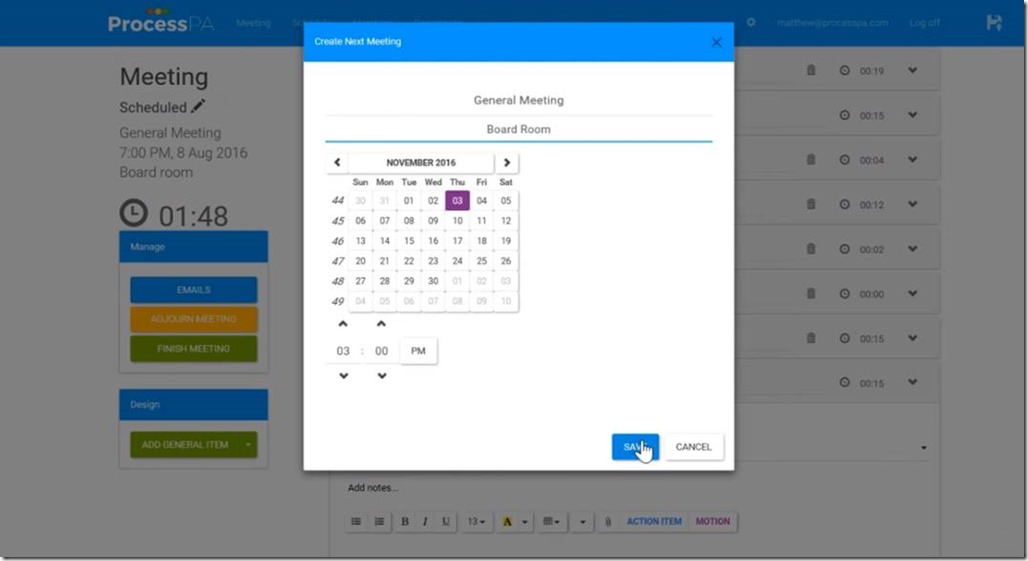 ProcessPA
Meeting
matthew@processpa.com
Log off
Create Next Meeting
General Meeting
Board Room
NOVEMBER 2016
Sun Mon Tue Wed Thu Fri Sat
44 30 31 01 02 03 04 05
45 06 07 08 09 10 11 12
46 13 14 15 16 17 18 19
47 20 21 22 23 24 25 26
48 27 28 29 30 01 02 03
49 04 05 06 07 08 09 10
03 : 00 PM
CANCEL
Meeting
Scheduled
General Meeting
7:00 PM, 8 Aug 2016
Board room
01:48
Manage
EMAILS
ADJOURN MEETING
FINISH MEETING
Design
ADD GENERAL ITEM
00:19
00:15
00:04
00:12
00:02
00:00
00:15
00:15
Add notes...
B I U 13 A ACTION ITEM MOTION